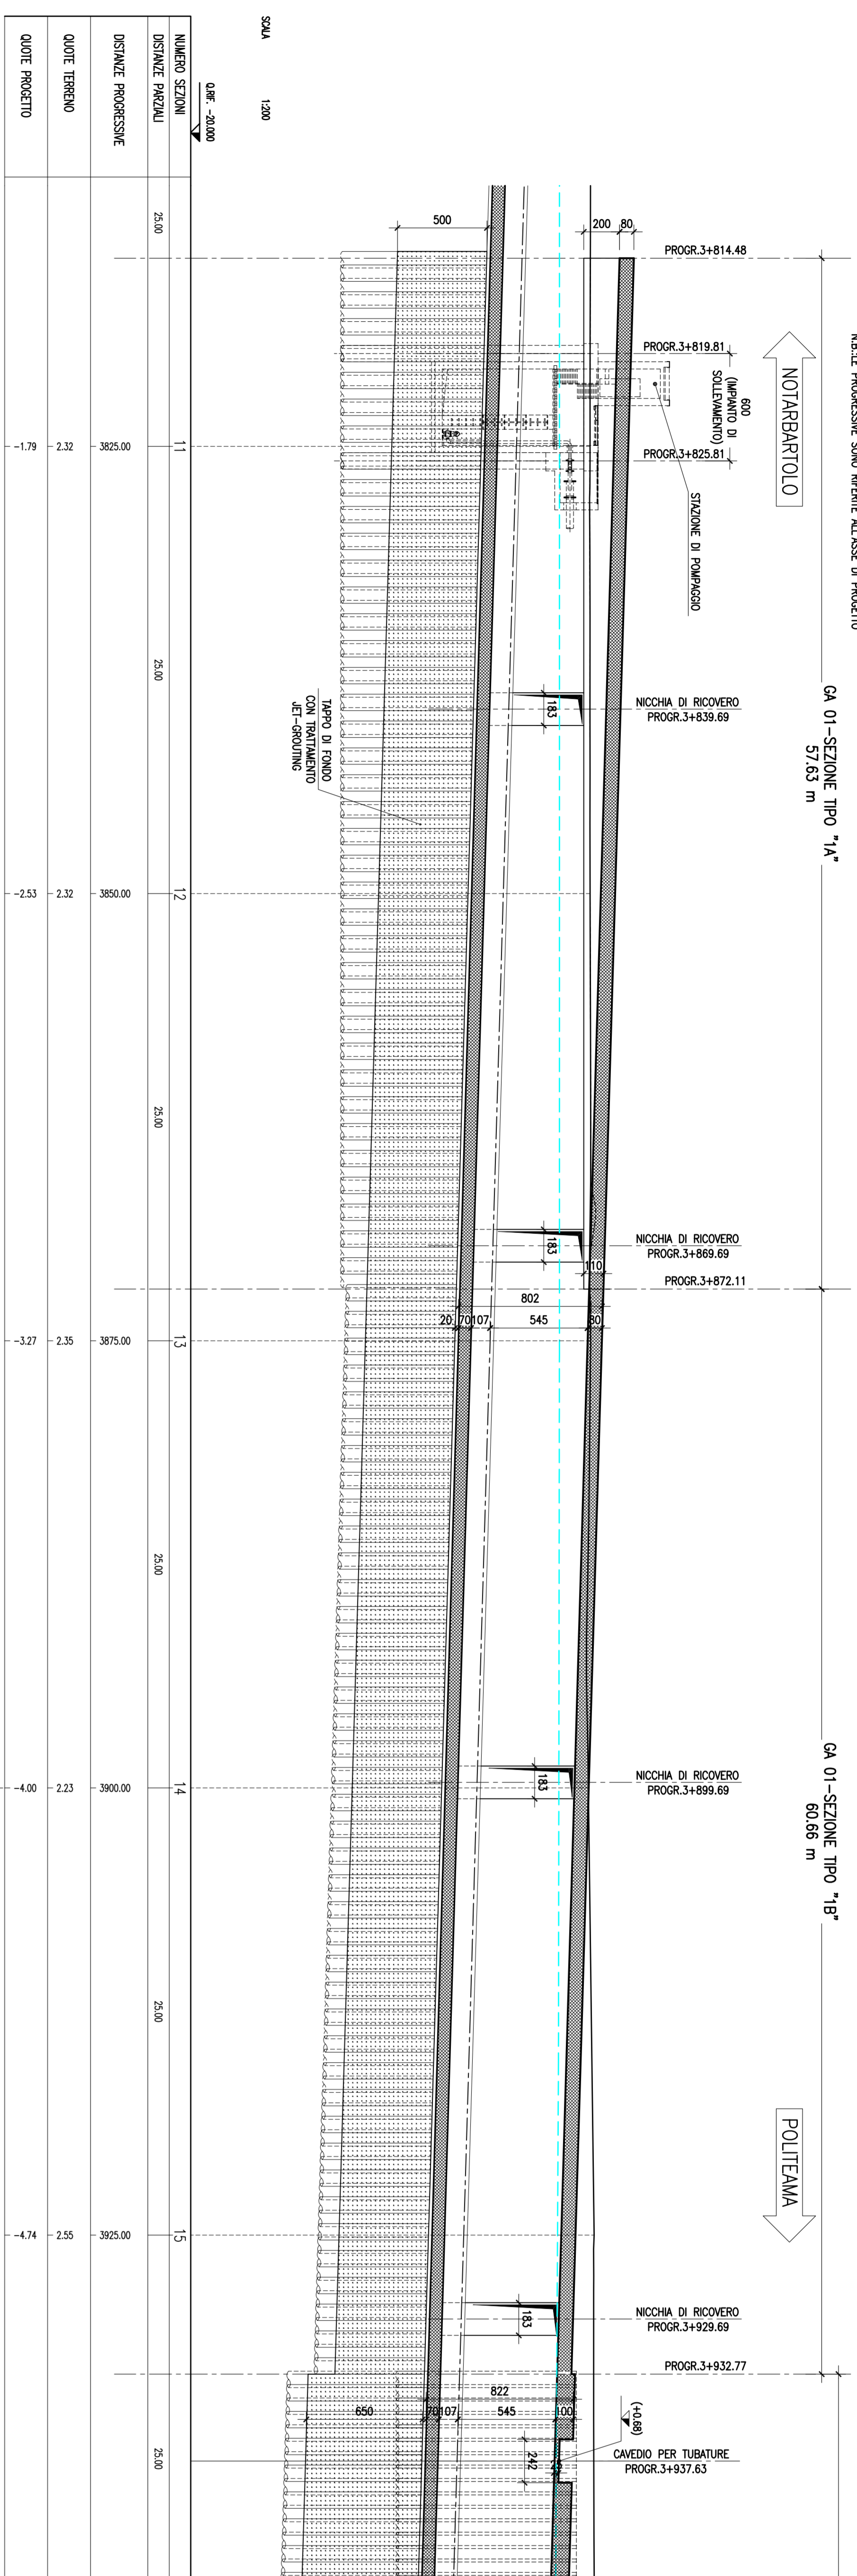 N.B.:LE PROGRESSIVE SONO RIFERITE ALL'ASSE DI PROGETTO
GA 01-SEZIONE TIPO "1A"
57.63 m
GA 01-SEZIONE TIPO "1B"
60.66 m
NOTARBARTOLO
POLITEAMA
PROGR.3+814.48
PROGR.3+819.81
600
(IMPIANTO DI
SOLLEVAMENTO)
PROGR.3+825.81
STAZIONE DI POMPAGGIO
NICCHIA DI RICOVERO
PROGR.3+839.69
NICCHIA DI RICOVERO
PROGR.3+869.69
PROGR.3+872.11
NICCHIA DI RICOVERO
PROGR.3+899.69
NICCHIA DI RICOVERO
PROGR.3+929.69
PROGR.3+932.77
(+0.68)
CAVEDIO PER TUBATURE
PROGR.3+937.63
500
200
80
183
183
110
802
20
70
107
545
80
183
183
822
650
70
107
545
100
242
TAPPO DI FONDO
CON TRATTAMENTO
JET-GROUTING
SCALA 1:200
Q.RIF. -20.000
NUMERO SEZIONI 11 12 13 14 15
DISTANZE PARZIALI 25.00 25.00 25.00 25.00 25.00 25.00
DISTANZE PROGRESSIVE 3825.00 3850.00 3875.00 3900.00 3925.00
QUOTE TERRENO 2.32 2.32 2.35 2.23 2.55
QUOTE PROGETTO -1.79 -2.53 -3.27 -4.00 -4.74